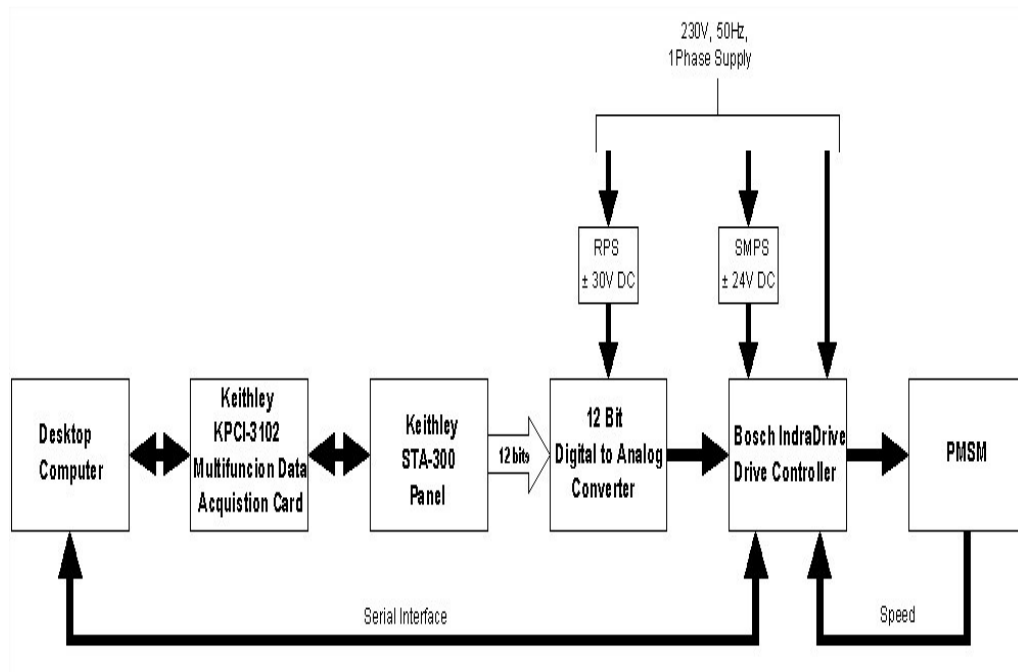 230V, 50Hz,
1Phase Supply
RPS
± 30V DC
SMPS
± 24V DC
Desktop
Computer
Keithley
KPCI-3102
Multifuncion Data
Acquistion Card
Keithley
STA-300
Panel
12 bits
12 Bit
Digital to Analog
Converter
Bosch IndraDrive
Drive Controller
PMSM
Serial Interface
Speed